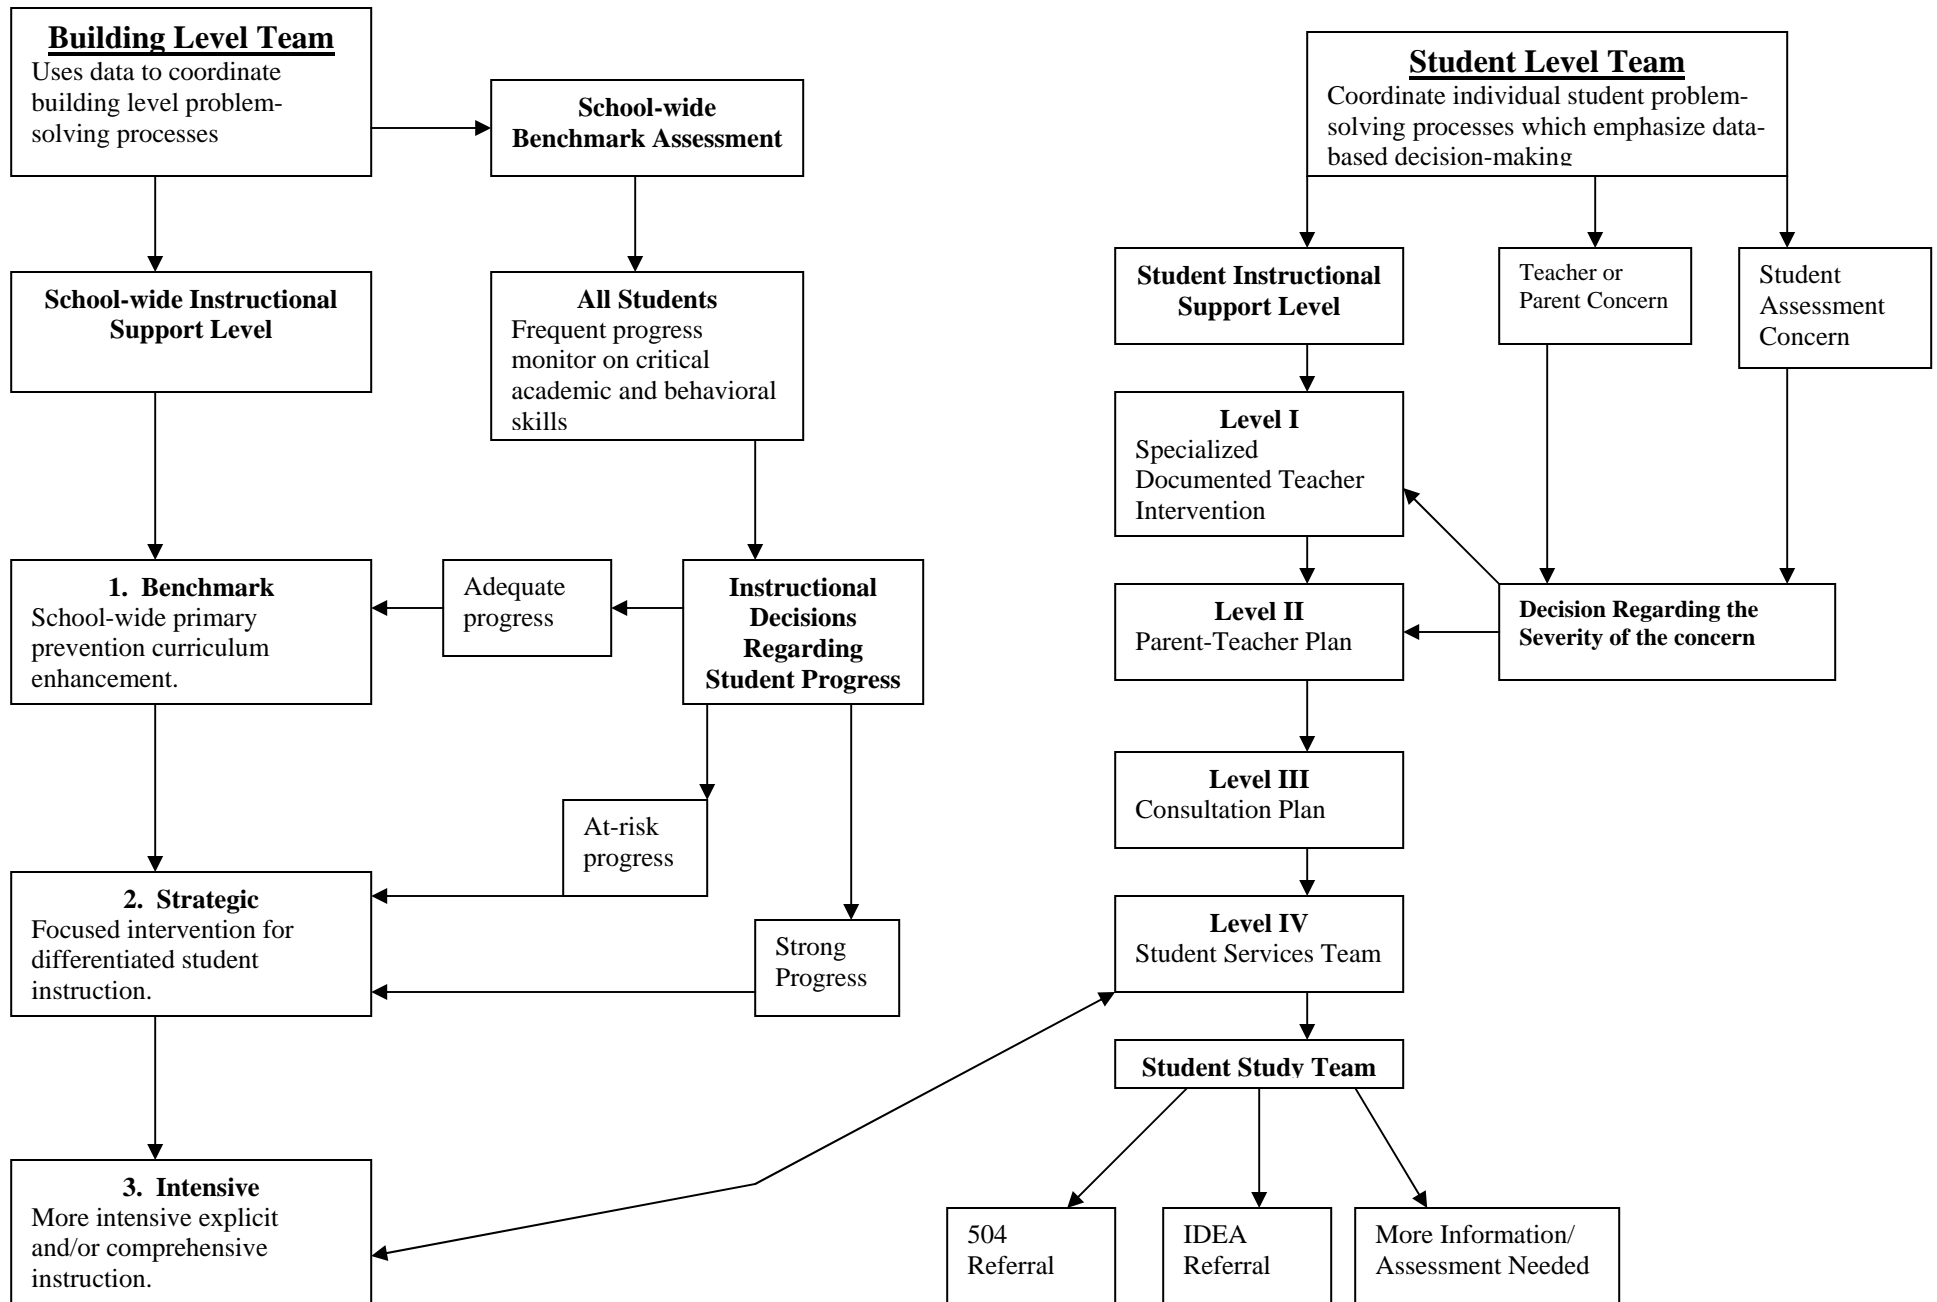 Building Level Team
Uses data to coordinate
building level problem-
solving processes
School-wide
Benchmark Assessment
School-wide Instructional
Support Level
All Students
Frequent progress
monitor on critical
academic and behavioral
skills
1. Benchmark
School-wide primary
prevention curriculum
enhancement.
Adequate
progress
Instructional
Decisions
Regarding
Student Progress
At-risk
progress
2. Strategic
Focused intervention for
differentiated student
instruction.
Strong
Progress
3. Intensive
More intensive explicit
and/or comprehensive
instruction.
Student Level Team
Coordinate individual student problem-
solving processes which emphasize data-
based decision-making
Student Instructional
Support Level
Teacher or
Parent Concern
Student
Assessment
Concern
Level I
Specialized
Documented Teacher
Intervention
Level II
Parent-Teacher Plan
Decision Regarding the
Severity of the concern
Level III
Consultation Plan
Level IV
Student Services Team
Student Study Team
504
Referral
IDEA
Referral
More Information/
Assessment Needed